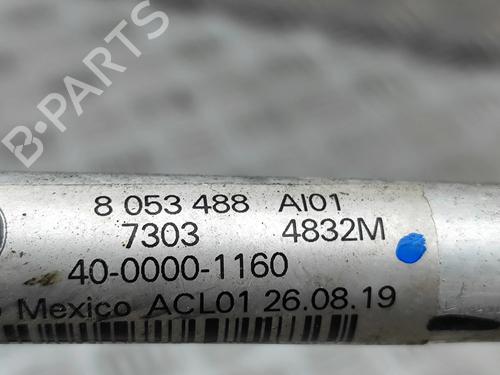 B-PARTS
8 053 488 AI01
7303 4832M
40-0000-1160
Mexico ACL01 26.08.19